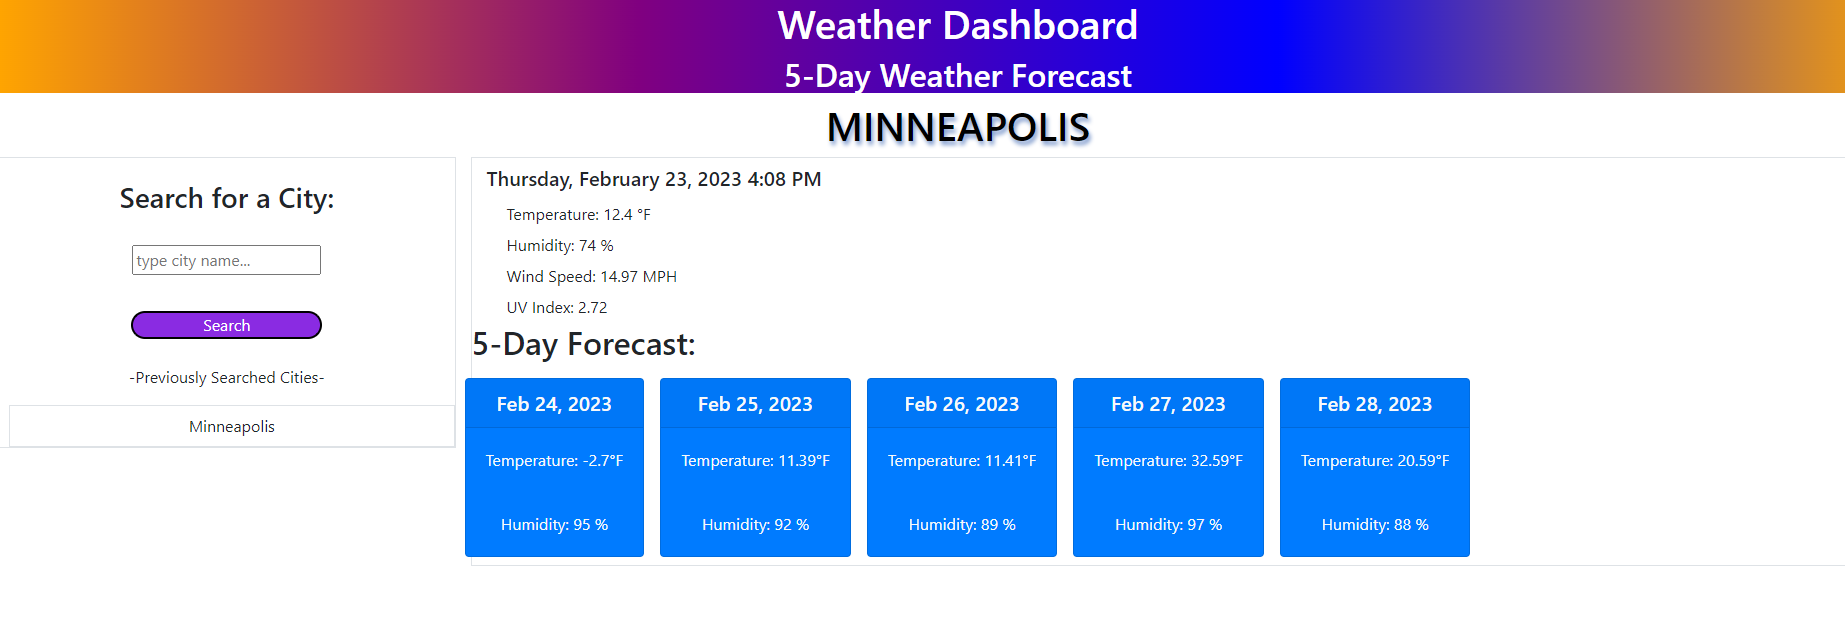 Weather Dashboard
5-Day Weather Forecast
MINNEAPOLIS
Search for a City:
type city name...
Search
-Previously Searched Cities-
Minneapolis
Thursday, February 23, 2023 4:08 PM
Temperature: 12.4 °F
Humidity: 74 %
Wind Speed: 14.97 MPH
UV Index: 2.72
5-Day Forecast:
Feb 24, 2023
Temperature: -2.7°F
Humidity: 95 %
Feb 25, 2023
Temperature: 11.39°F
Humidity: 92 %
Feb 26, 2023
Temperature: 11.41°F
Humidity: 89 %
Feb 27, 2023
Temperature: 32.59°F
Humidity: 97 %
Feb 28, 2023
Temperature: 20.59°F
Humidity: 88 %